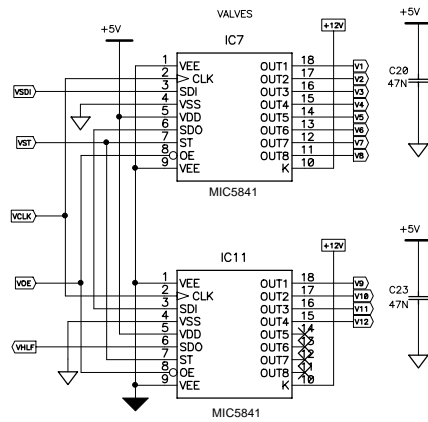 VALVES
+5V
+12V
+5V
IC7
1 VEE OUT1 18 V1
2 CLK OUT2 17 V2
VSDI 3 SDI OUT3 16 V3
4 VSS OUT4 15 V4
5 VDD OUT5 14 V5
6 SDO OUT6 13 V6
VST 7 ST OUT7 12 V7
8 OE OUT8 11 V8
9 VEE K 10
MIC5841
C20
47N
VCLK
+12V
+5V
IC11
VOE 1 VEE OUT1 18 V9
2 CLK OUT2 17 V10
3 SDI OUT3 16 V11
4 VSS OUT4 15 V12
5 VDD OUT5 14
VHLF 6 SDO OUT6 13
7 ST OUT7 12
8 OE OUT8 11
9 VEE K 10
MIC5841
C23
47N